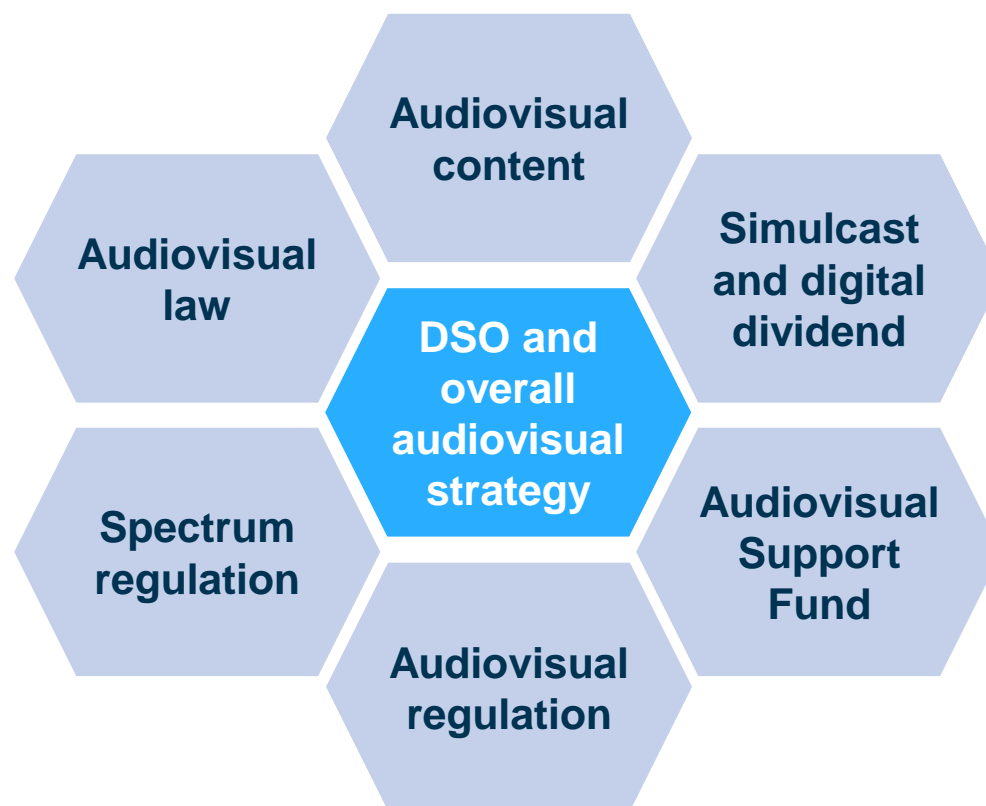 Audiovisual
content
Audiovisual
law
Simulcast
and digital
dividend
DSO and
overall
audiovisual
strategy
Spectrum
regulation
Audiovisual
Support
Fund
Audiovisual
regulation